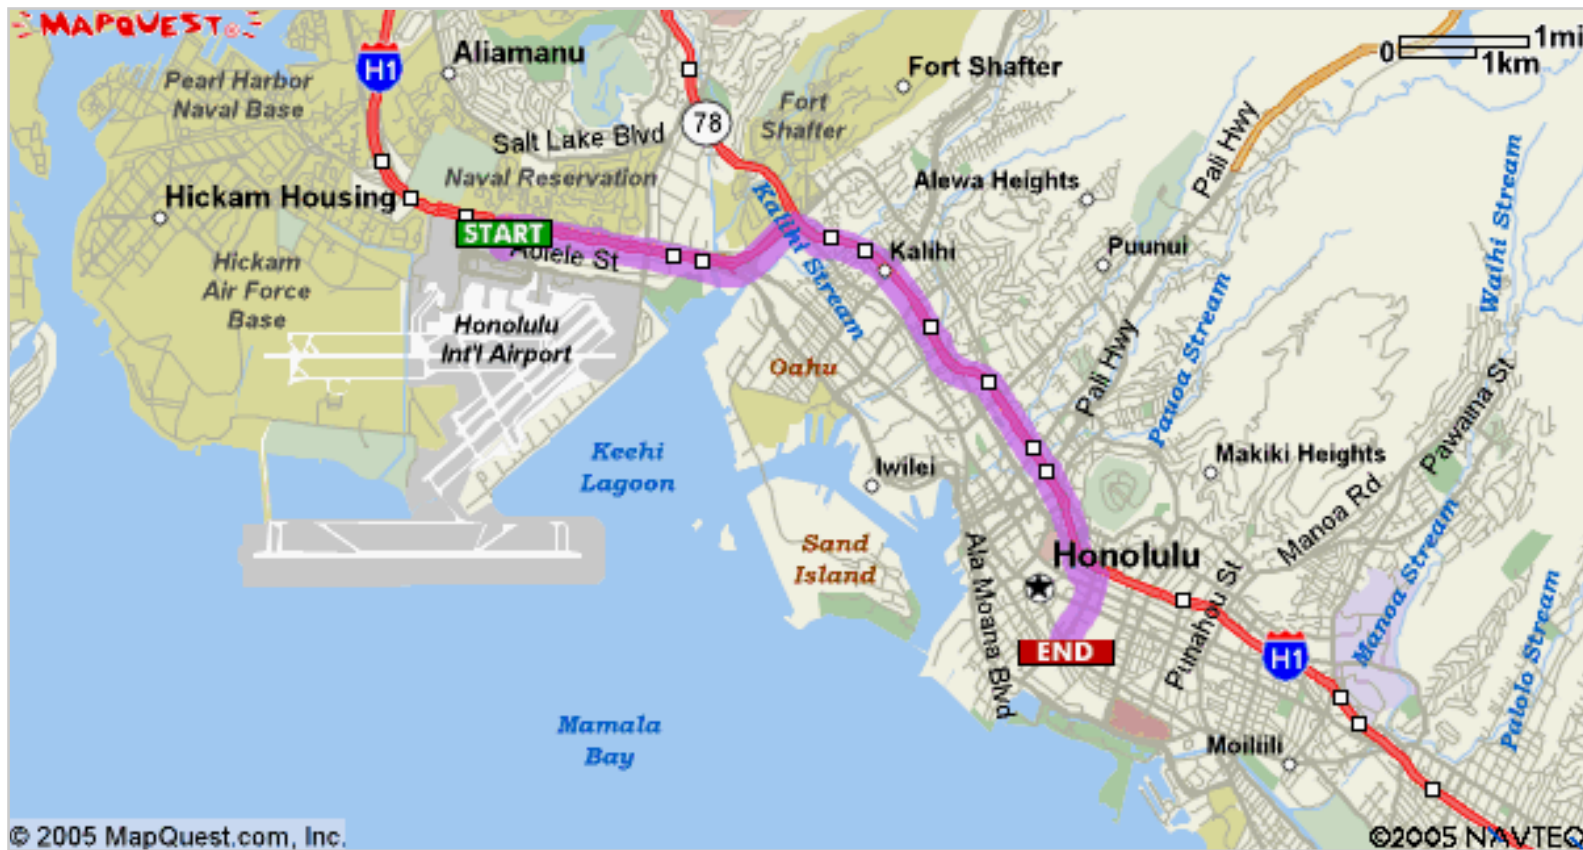 MAPQUEST®
0
1mi
1km
H1
Aliamanu
Fort Shafter
Pearl Harbor
Naval Base
Fort
Shafter
78
Salt Lake Blvd
Pali Hwy
Naval Reservation
Alewa Heights
Waihi Stream
Hickam Housing
Kalihi Stream
START
Aolele St
Kalihi
Puunui
Hickam
Air Force
Base
Honolulu
Int'l Airport
Pauoa Stream
Oahu
Pali Hwy
Pawaina St
Keehi
Lagoon
Iwilei
Makiki Heights
Manoa Rd
Sand
Island
Ala Moana Blvd
Honolulu
Punahou St
Manoa Stream
Palolo Stream
END
H1
Mamala
Bay
Moiliili
© 2005 MapQuest.com, Inc.
©2005 NAVTEQ